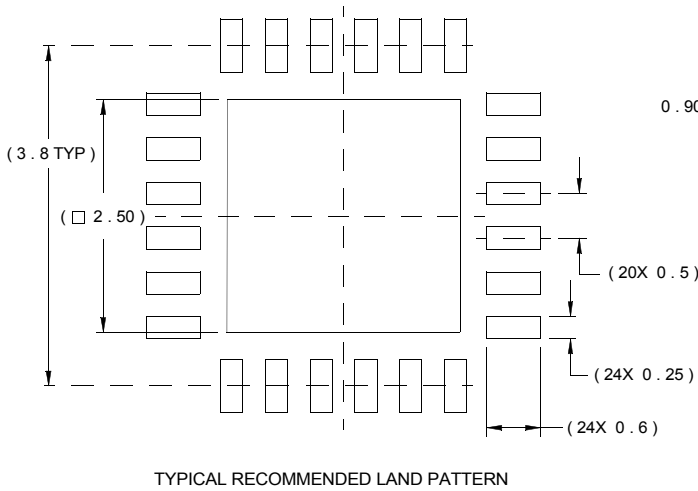 0 . 90
( 3 . 8 TYP )
( □ 2 . 50 )
( 20X 0 . 5 )
( 24X 0 . 25 )
( 24X 0 . 6 )
TYPICAL RECOMMENDED LAND PATTERN